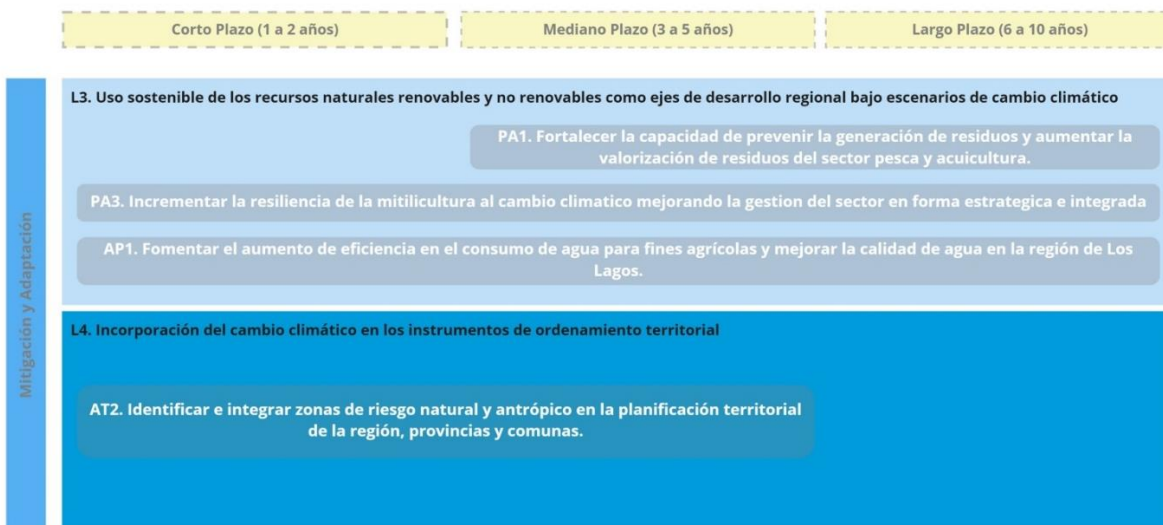 Corto Plazo (1 a 2 años)
Mediano Plazo (3 a 5 años)
Largo Plazo (6 a 10 años)
Mitigación y Adaptación
L3. Uso sostenible de los recursos naturales renovables y no renovables como ejes de desarrollo regional bajo escenarios de cambio climático
PA1. Fortalecer la capacidad de prevenir la generación de residuos y aumentar la
valorización de residuos del sector pesca y acuicultura.
PA3. Incrementar la resiliencia de la mitilicultura al cambio climatico mejorando la gestion del sector en forma estrategica e integrada
AP1. Fomentar el aumento de eficiencia en el consumo de agua para fines agrícolas y mejorar la calidad de agua en la región de Los
Lagos.
L4. Incorporación del cambio climático en los instrumentos de ordenamiento territorial
AT2. Identificar e integrar zonas de riesgo natural y antrópico en la planificación territorial
de la región, provincias y comunas.